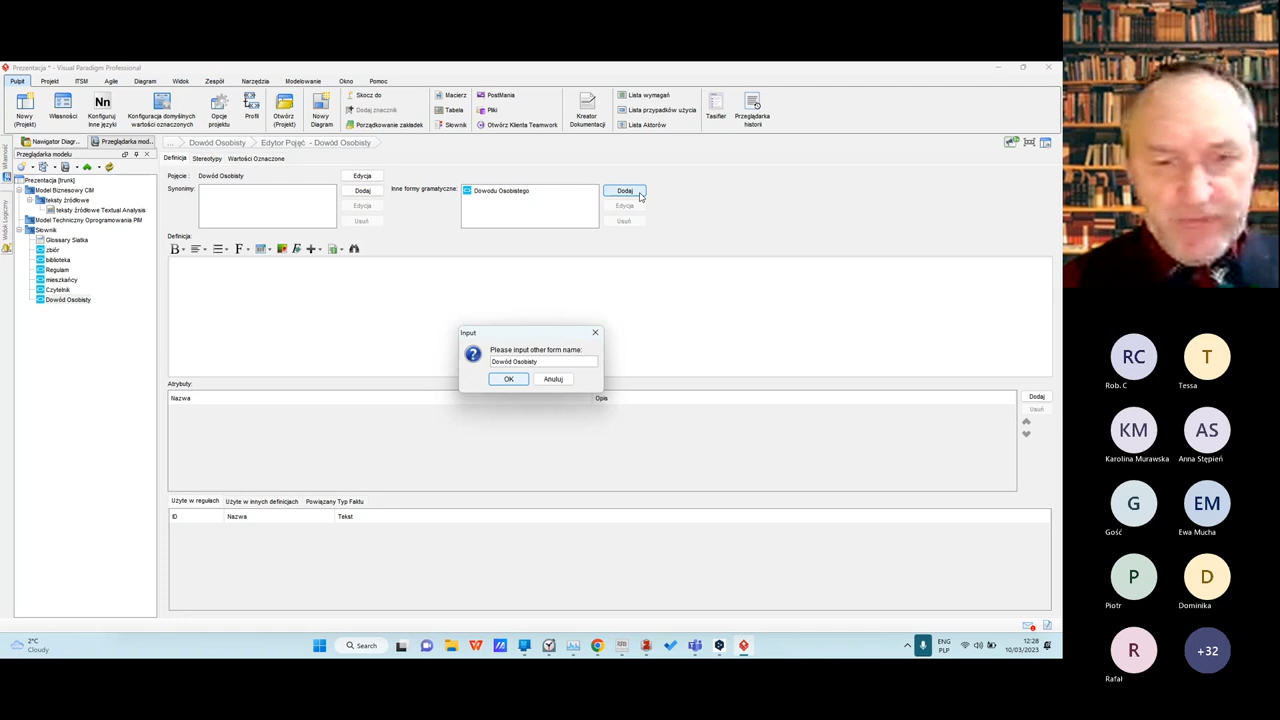 Prezentacja * - Visual Paradigm Professional
Pulpit Projekt ITSM Agile Diagram Widok Zespół Narzędzia Modelowanie Okno Pomoc
Nowy (Projekt)
Właśności
Nn
Konfiguruj Inne języki
Konfiguracja domyślnych wartości oznaczonych
Opcje projektu
Profil
Otwórz (Projekt)
Nowy Diagram
Skocz do
Dodaj znacznik
Porządkowanie zakładek
Macierz
Tabela
Słownik
PostMania
Pliki
Otwórz Klienta Teamwork
Kreator Dokumentacji
Lista wymagań
Lista przypadków użycia
Lista Aktorów
Tasifier
Przeglądarka historii
Nawigator Diagr...
Przeglądarka mod...
... Dowód Osobisty Edytor Pojęć - Dowód Osobisty
Przeglądarka modelu
Prezentacja [trunk]
Model Biznesowy CIM
teksty źródłowe
teksty źródłowe Textual Analysis
Model Techniczny Oprogramowania PIM
Słownik
Glossary Siatka
zbiór
biblioteka
Regulam
mieszkańcy
Czytelnik
Dowód Osobisty
Definicja Stereotypy Wartości Oznaczone
Pojęcie : Dowód Osobisty Edycja
Synonimy: Dodaj
Edycja
Usuń
Inne formy gramatyczne: Dowodu Osobistego Dodaj
Edycja
Usuń
Definicja:
B F
Input
Please input other form name:
Dowód Osobisty
OK Anuluj
Atrybuty:
Nazwa Opis
Dodaj
Usuń
Użyte w regułach Użyte w innych definicjach Powiązany Typ Faktu
ID Nazwa Tekst
2°C
Cloudy
Search
ENG
PLP
12:28
10/03/2023
RC
Rob. C
T
Tessa
KM
Karolina Murawska
AS
Anna Stępień
G
Gość
EM
Ewa Mucha
P
Piotr
D
Dominika
R
Rafał
+32